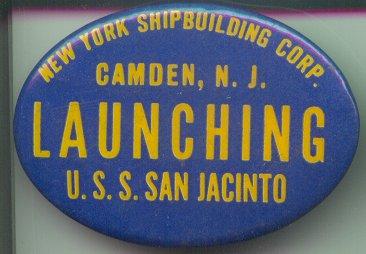 NEW YORK SHIPBUILDING CORP.
CAMDEN, N. J.
LAUNCHING
U. S. S. SAN JACINTO